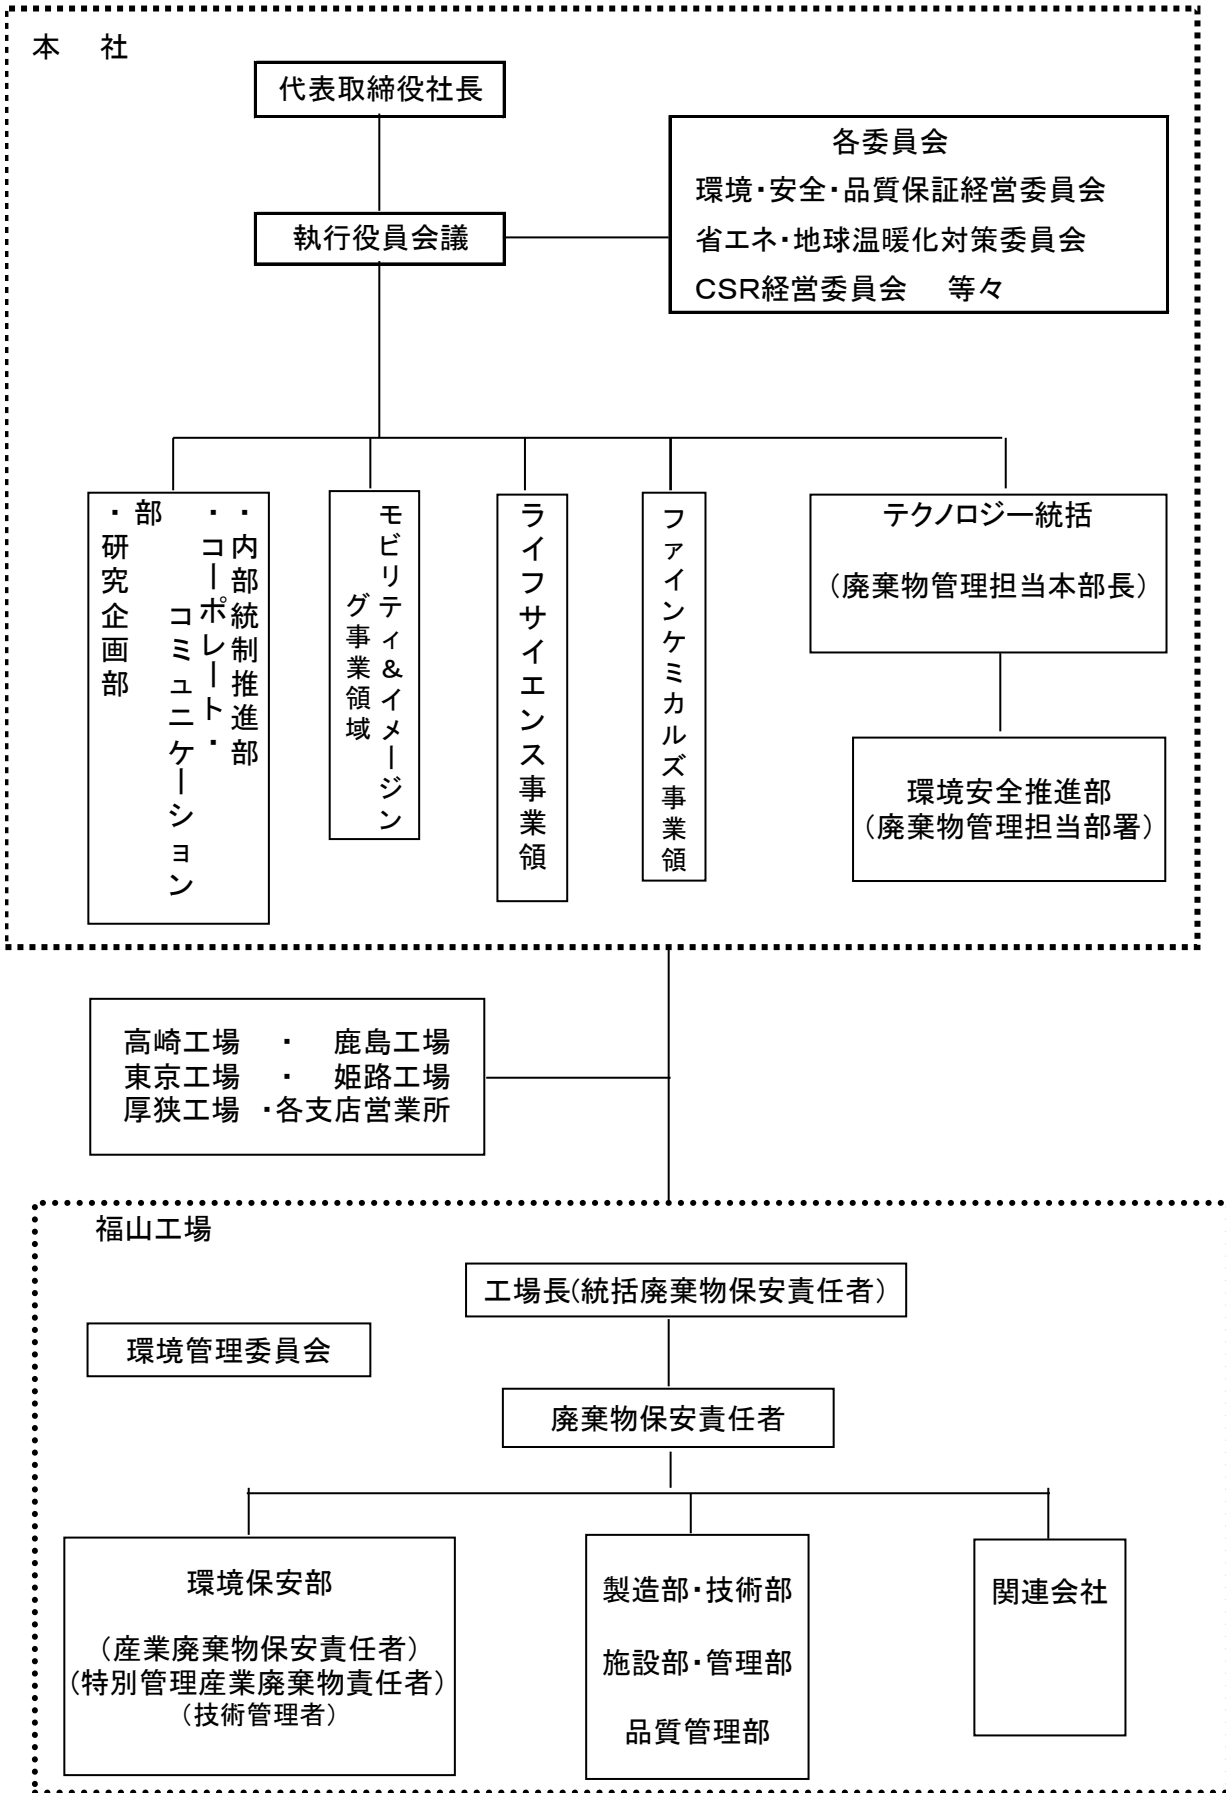 本　社
代表取締役社長
各委員会
環境・安全・品質保証経営委員会
省エネ・地球温暖化対策委員会
CSR経営委員会　等々
執行役員会議
・内部統制推進部
・コーポレート・
コミュニケーション
部
・研究企画部
モビリティ＆イメージン
グ事業領域
ライフサイエンス事業領
ファインケミカルズ事業領
テクノロジー統括
（廃棄物管理担当本部長）
環境安全推進部
（廃棄物管理担当部署）
高崎工場　・　鹿島工場
東京工場　・　姫路工場
厚狭工場　・各支店営業所
福山工場
工場長（統括廃棄物保安責任者）
環境管理委員会
廃棄物保安責任者
環境保安部
（産業廃棄物保安責任者）
（特別管理産業廃棄物責任者）
（技術管理者）
製造部・技術部
施設部・管理部
品質管理部
関連会社